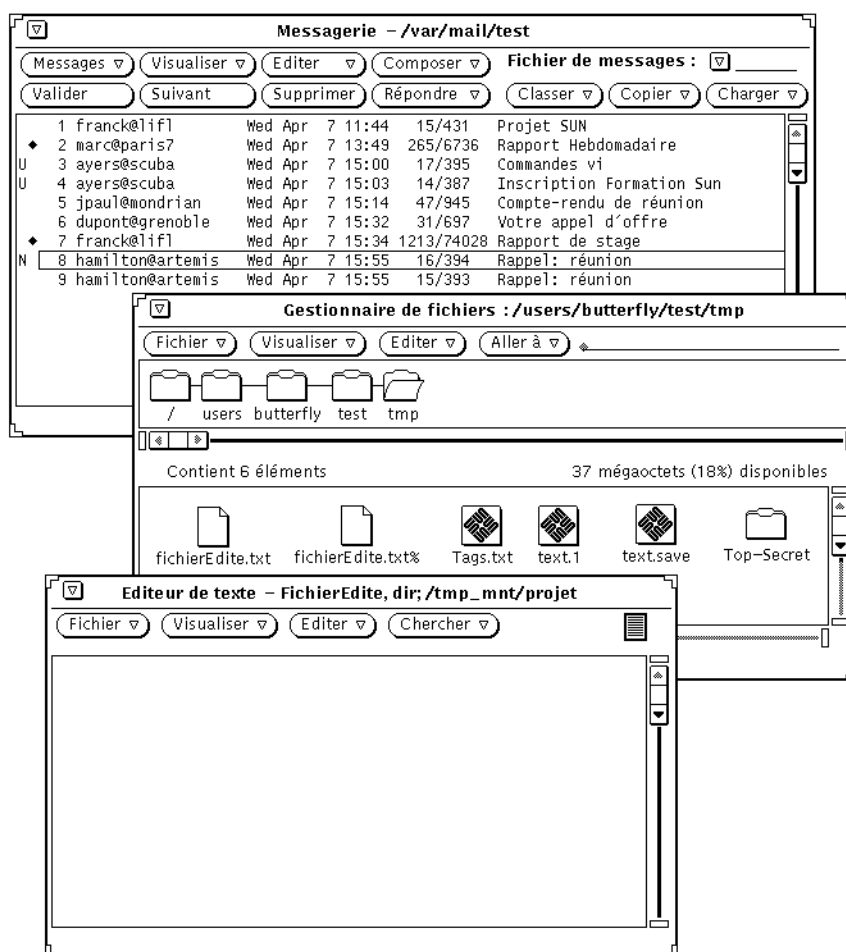 Messagerie – /var/mail/test
Messages Visualiser Editer Composer Fichier de messages :
Valider Suivant Supprimer Répondre Classer Copier Charger
1 franck@lifl Wed Apr 7 11:44 15/431 Projet SUN
◆ 2 marc@paris7 Wed Apr 7 13:49 265/6736 Rapport Hebdomadaire
U 3 ayers@scuba Wed Apr 7 15:00 17/395 Commandes vi
U 4 ayers@scuba Wed Apr 7 15:03 14/387 Inscription Formation Sun
5 jpaul@mondrian Wed Apr 7 15:14 47/945 Compte-rendu de réunion
6 dupont@grenoble Wed Apr 7 15:32 31/697 Votre appel d´offre
◆ 7 franck@lifl Wed Apr 7 15:34 1213/74028 Rapport de stage
N 8 hamilton@artemis Wed Apr 7 15:55 16/394 Rappel: réunion
9 hamilton@artemis Wed Apr 7 15:55 15/393 Rappel: réunion
Gestionnaire de fichiers :/users/butterfly/test/tmp
Fichier Visualiser Editer Aller à
/ users butterfly test tmp
Contient 6 éléments 37 mégaoctets (18%) disponibles
fichierEdite.txt fichierEdite.txt% Tags.txt text.1 text.save Top–Secret
Editeur de texte – FichierEdite, dir; /tmp_mnt/projet
Fichier Visualiser Editer Chercher